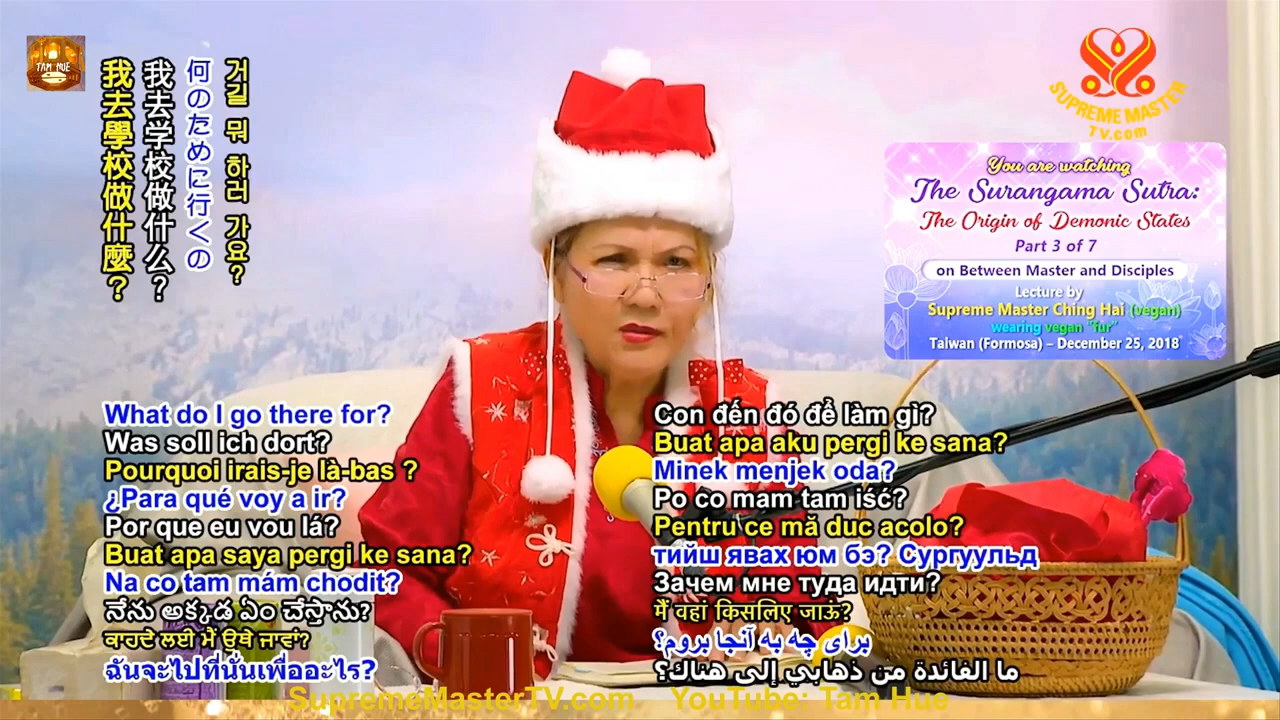 TAM HUE
我去學校做什麼？
我去学校做什么？
何のために行くの
거길 뭐 하러 가요?
SUPREME MASTER
TV.com
You are watching
The Surangama Sutra:
The Origin of Demonic States
Part 3 of 7
on Between Master and Disciples
Lecture by
Supreme Master Ching Hai (vegan)
wearing vegan "fur"
Taiwan (Formosa) – December 25, 2018
What do I go there for?
Was soll ich dort?
Pourquoi irais-je là-bas ?
¿Para qué voy a ir?
Por que eu vou lá?
Buat apa saya pergi ke sana?
Na co tam mám chodit?
నేను అక్కడ ఏం చేస్తాను?
ਕਾਹਦੇ ਲਈ ਮੈਂ ਉਥੇ ਜਾਵਾਂ?
ฉันจะไปที่นั่นเพื่ออะไร?
Con đến đó để làm gì?
Buat apa aku pergi ke sana?
Minek menjek oda?
Po co mam tam iść?
Pentru ce mă duc acolo?
тийш явах юм бэ? Сургуульд
Зачем мне туда идти?
मैं वहां किसलिए जाऊं?
برای چه به آنجا بروم؟
ما الفائدة من ذهابي إلى هناك؟
SupremeMasterTV.com YouTube: Tam Hue